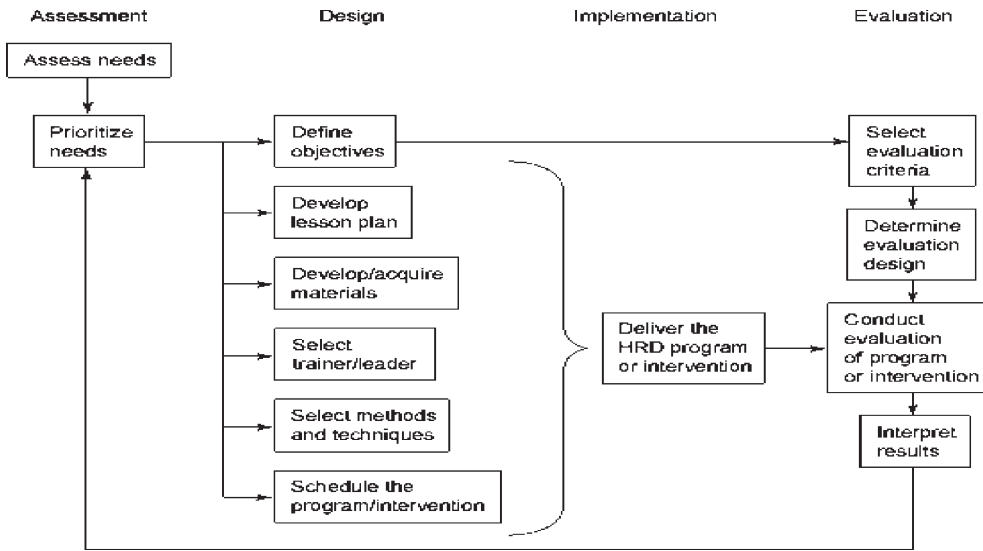 Assessment
Design
Implementation
Evaluation
Assess needs
Prioritize
needs
Define
objectives
Develop
lesson plan
Develop/acquire
materials
Select
trainer/leader
Select methods
and techniques
Schedule the
program/intervention
Deliver the
HRD program
or intervention
Select
evaluation
criteria
Determine
evaluation
design
Conduct
evaluation
of program
or intervention
Interpret
results